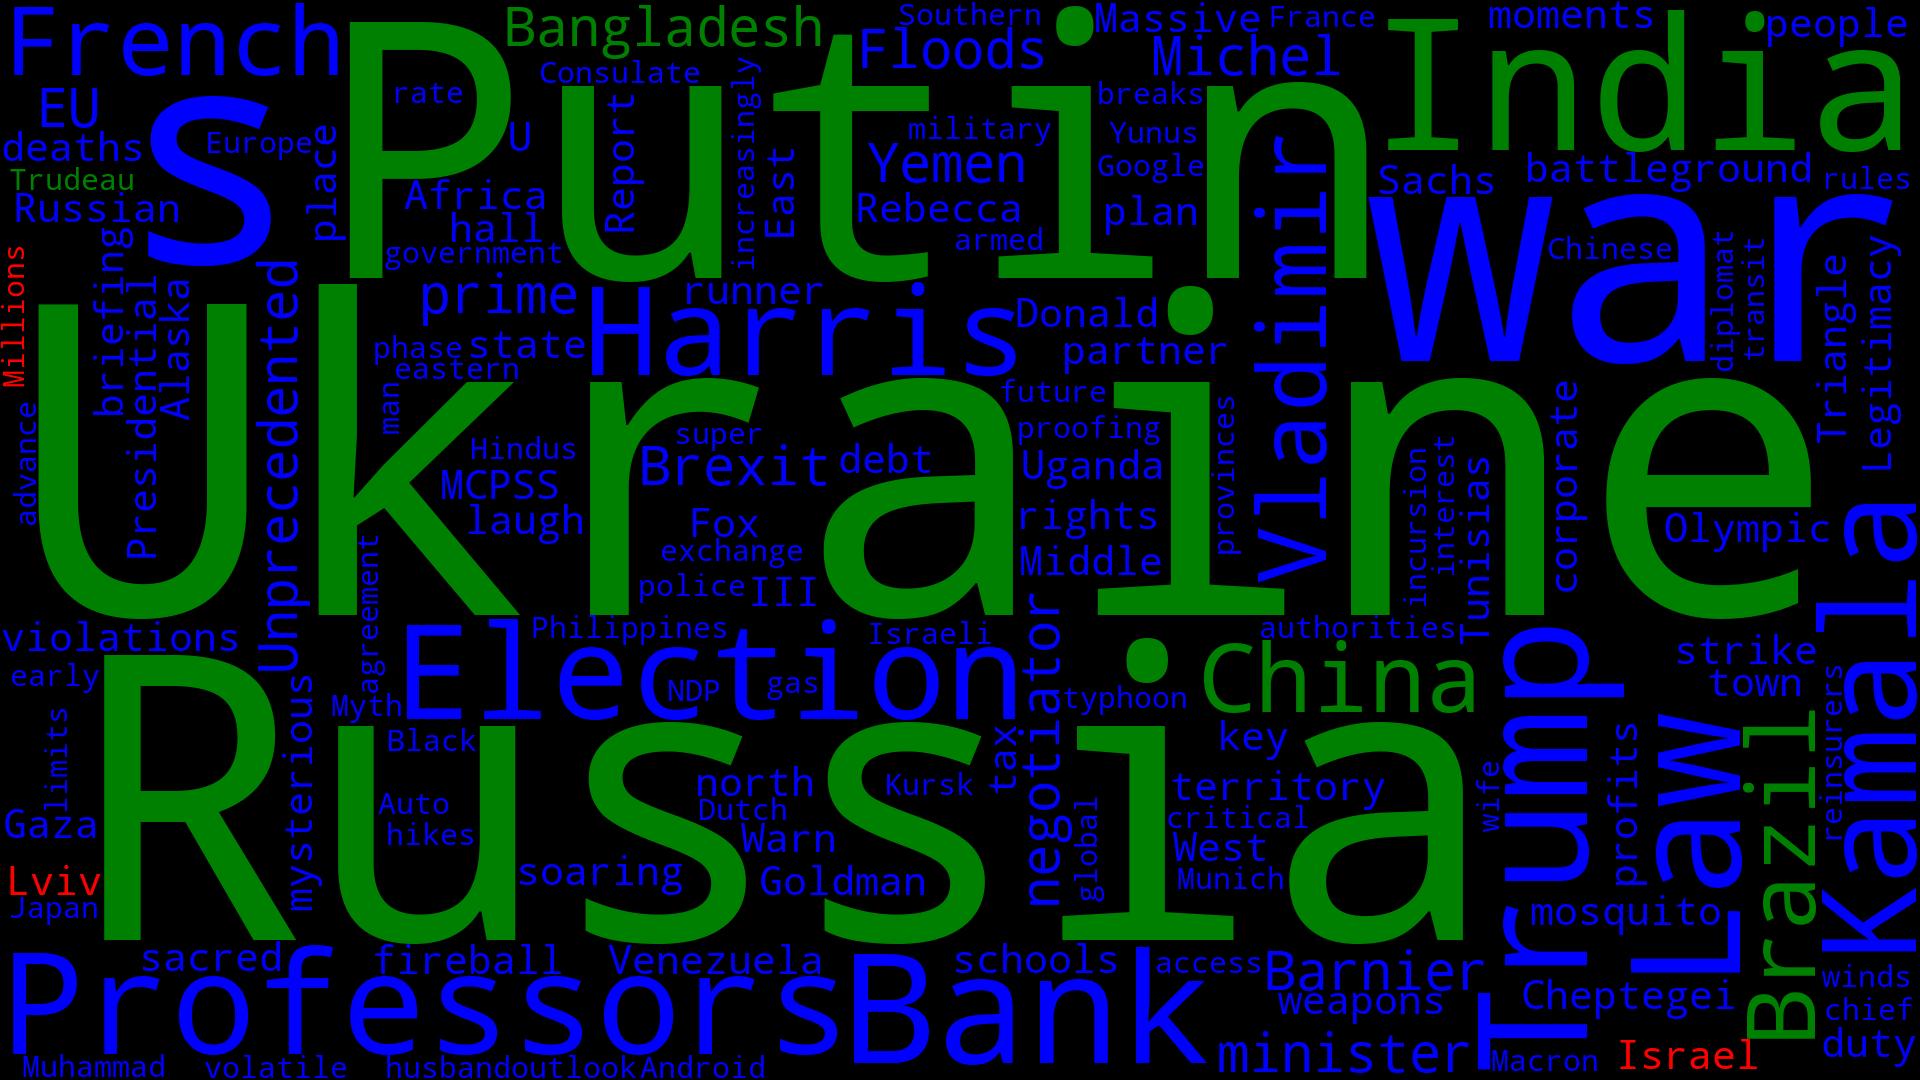 French
Bangladesh
Southern
Massive
France
India
moments
people
Floods
Michel
EU
s
Putin
Consulate
rate
U
Report
increasingly
East
military
breaks
Yunus
deaths
Europe
place
Yemen
Google
Vladimir
Sachs
battleground
rules
Trudeau
Russian
Africa
hall
government
Rebecca
armed
plan
war
Chinese
diplomat
transit
Triangle
Legitimacy
Millions
briefing
Presidential
Alaska
Unprecedented
prime
Harris
runner
Donald
partner
phase
state
eastern
man
future
advance
Ukraine
Hindus
super
proofing
provinces
MCPSS
Brexit
debt
Uganda
incursion
interest
Tunisias
corporate
Olympic
laugh
Fox
rights
exchange
Middle
police
III
agreement
violations
Election
Philippines
Israeli
negotiator
authorities
strike
Kamala
early
Myth
NDP
gas
typhoon
China
Trump
town
limits
mysterious
Russia
Black
tax
key
Law
Brazil
reinsurers
profits
wife
north
Kursk
territory
Gaza
Auto
hikes
Dutch
Warn
global
critical
West
Lviv
soaring
Goldman
Munich
Japan
mosquito
Professors
sacred
fireball
Venezuela
Bank
schools
access
Barnier
weapons
Cheptegei
winds
chief
minister
duty
Muhammad
volatile
husband
outlook
Android
Macron
Israel